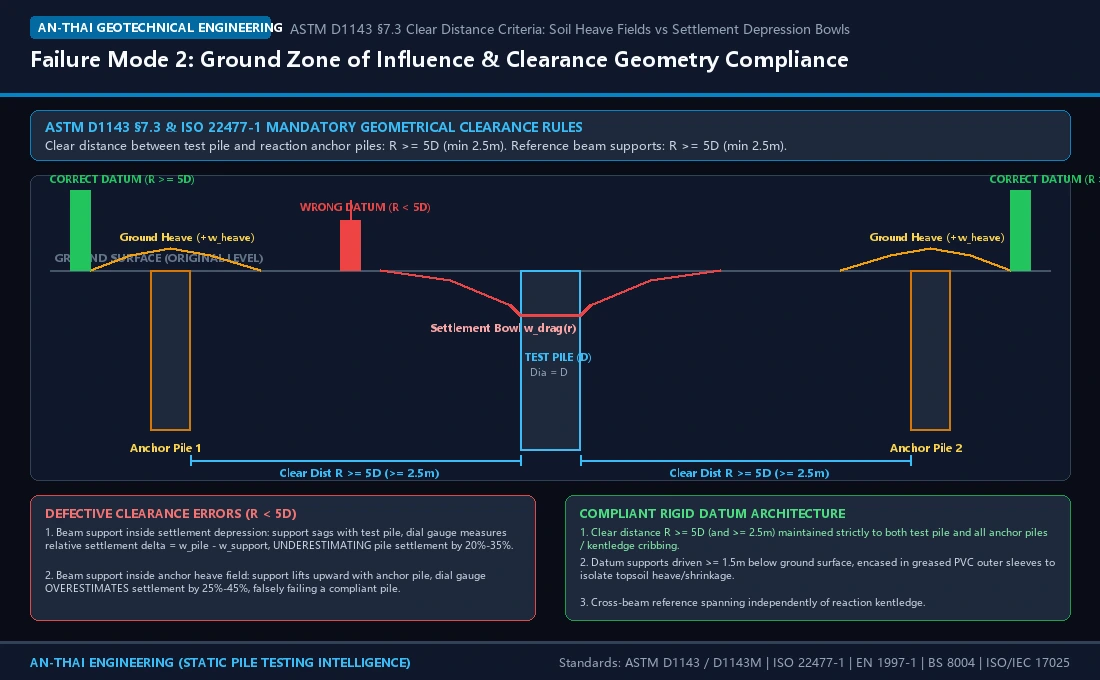 AN-THAI GEOTECHNICAL ENGINEERING ASTM D1143 §7.3 Clear Distance Criteria: Soil Heave Fields vs Settlement Depression Bowls
Failure Mode 2: Ground Zone of Influence & Clearance Geometry Compliance
ASTM D1143 §7.3 & ISO 22477-1 MANDATORY GEOMETRICAL CLEARANCE RULES
Clear distance between test pile and reaction anchor piles: R >= 5D (min 2.5m). Reference beam supports: R >= 5D (min 2.5m).
CORRECT DATUM (R >= 5D)
CORRECT DATUM (R >
WRONG DATUM (R < 5D)
Ground Heave (+w_heave)
Ground Heave (+w_heave)
GROUND SURFACE (ORIGINAL LEVEL)
Settlement Bowl w_drag(r)
TEST PILE (D)
Dia = D
Anchor Pile 1
Anchor Pile 2
Clear Dist R >= 5D (>= 2.5m)
Clear Dist R >= 5D (>= 2.5m)
DEFECTIVE CLEARANCE ERRORS (R < 5D)
1. Beam support inside settlement depression: support sags with test pile, dial gauge measures
relative settlement delta = w_pile - w_support, UNDERESTIMATING pile settlement by 20%-35%.
2. Beam support inside anchor heave field: support lifts upward with anchor pile, dial gauge
OVERESTIMATES settlement by 25%-45%, falsely failing a compliant pile.
COMPLIANT RIGID DATUM ARCHITECTURE
1. Clear distance R >= 5D (and >= 2.5m) maintained strictly to both test pile and all anchor piles
/ kentledge cribbing.
2. Datum supports driven >= 1.5m below ground surface, encased in greased PVC outer sleeves to
isolate topsoil heave/shrinkage.
3. Cross-beam reference spanning independently of reaction kentledge.
AN-THAI ENGINEERING (STATIC PILE TESTING INTELLIGENCE)
Standards: ASTM D1143 / D1143M | ISO 22477-1 | EN 1997-1 | BS 8004 | ISO/IEC 17025